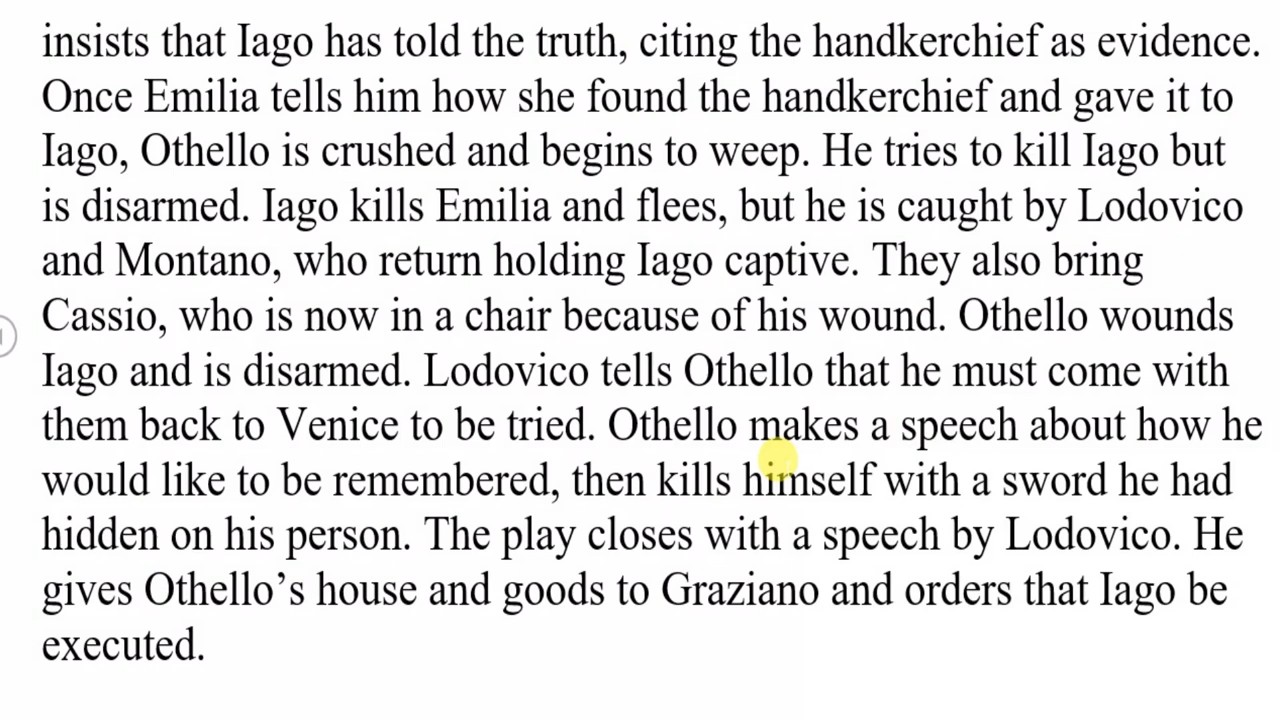 insists that Iago has told the truth, citing the handkerchief as evidence.
Once Emilia tells him how she found the handkerchief and gave it to
Iago, Othello is crushed and begins to weep. He tries to kill Iago but
is disarmed. Iago kills Emilia and flees, but he is caught by Lodovico
and Montano, who return holding Iago captive. They also bring
Cassio, who is now in a chair because of his wound. Othello wounds
Iago and is disarmed. Lodovico tells Othello that he must come with
them back to Venice to be tried. Othello makes a speech about how he
would like to be remembered, then kills himself with a sword he had
hidden on his person. The play closes with a speech by Lodovico. He
gives Othello’s house and goods to Graziano and orders that Iago be
executed.